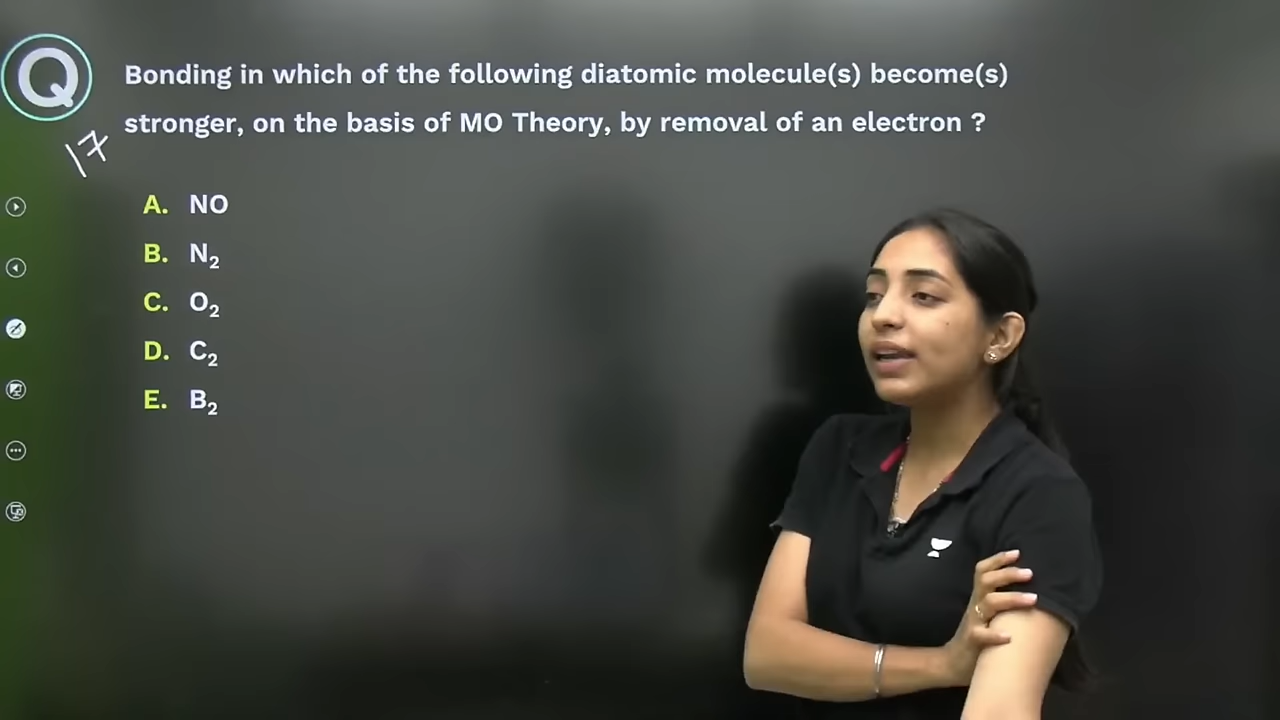 Q
Bonding in which of the following diatomic molecule(s) become(s)
stronger, on the basis of MO Theory, by removal of an electron ?
17
A. NO
B. N₂
C. O₂
D. C₂
E. B₂